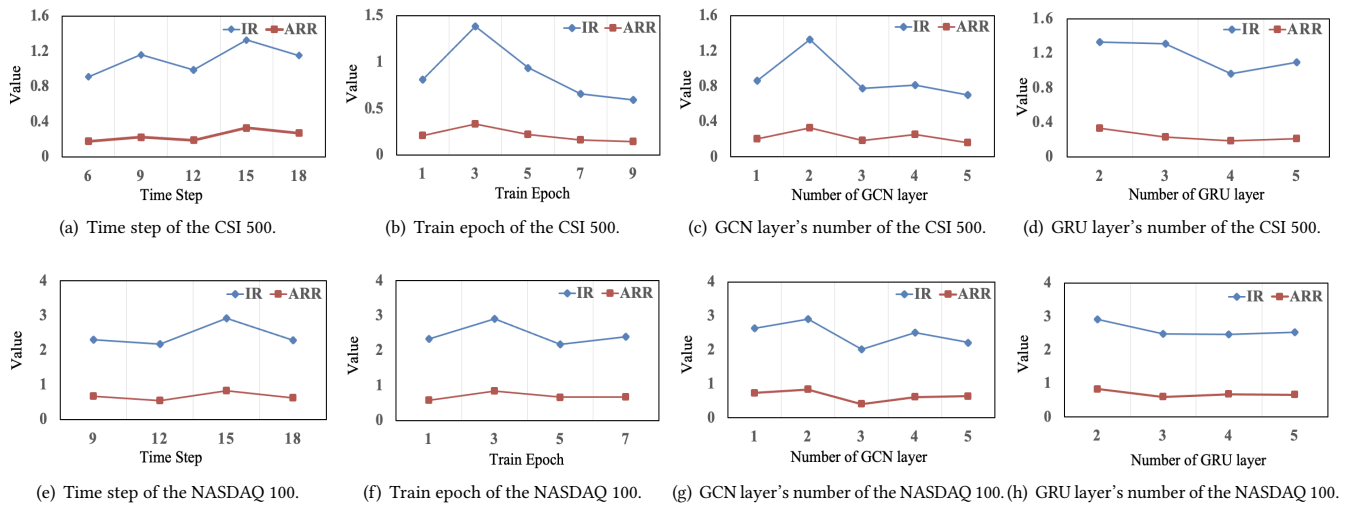 1.6
1.2
0.8
0.4
0
Value
IR ARR
6 9 12 15 18
Time Step
(a) Time step of the CSI 500.
1.5
1
0.5
0
Value
IR ARR
1 3 5 7 9
Train Epoch
(b) Train epoch of the CSI 500.
1.6
1.2
0.8
0.4
0
Value
IR ARR
1 2 3 4 5
Number of GCN layer
(c) GCN layer's number of the CSI 500.
1.6
1.2
0.8
0.4
0
Value
IR ARR
2 3 4 5
Number of GRU layer
(d) GRU layer's number of the CSI 500.
4
3
2
1
0
Value
IR ARR
9 12 15 18
Time Step
(e) Time step of the NASDAQ 100.
4
3
2
1
0
Value
IR ARR
1 3 5 7
Train Epoch
(f) Train epoch of the NASDAQ 100.
4
3
2
1
0
Value
IR ARR
1 2 3 4 5
Number of GCN layer
(g) GCN layer's number of the NASDAQ 100.
4
3
2
1
0
Value
IR ARR
2 3 4 5
Number of GRU layer
(h) GRU layer's number of the NASDAQ 100.